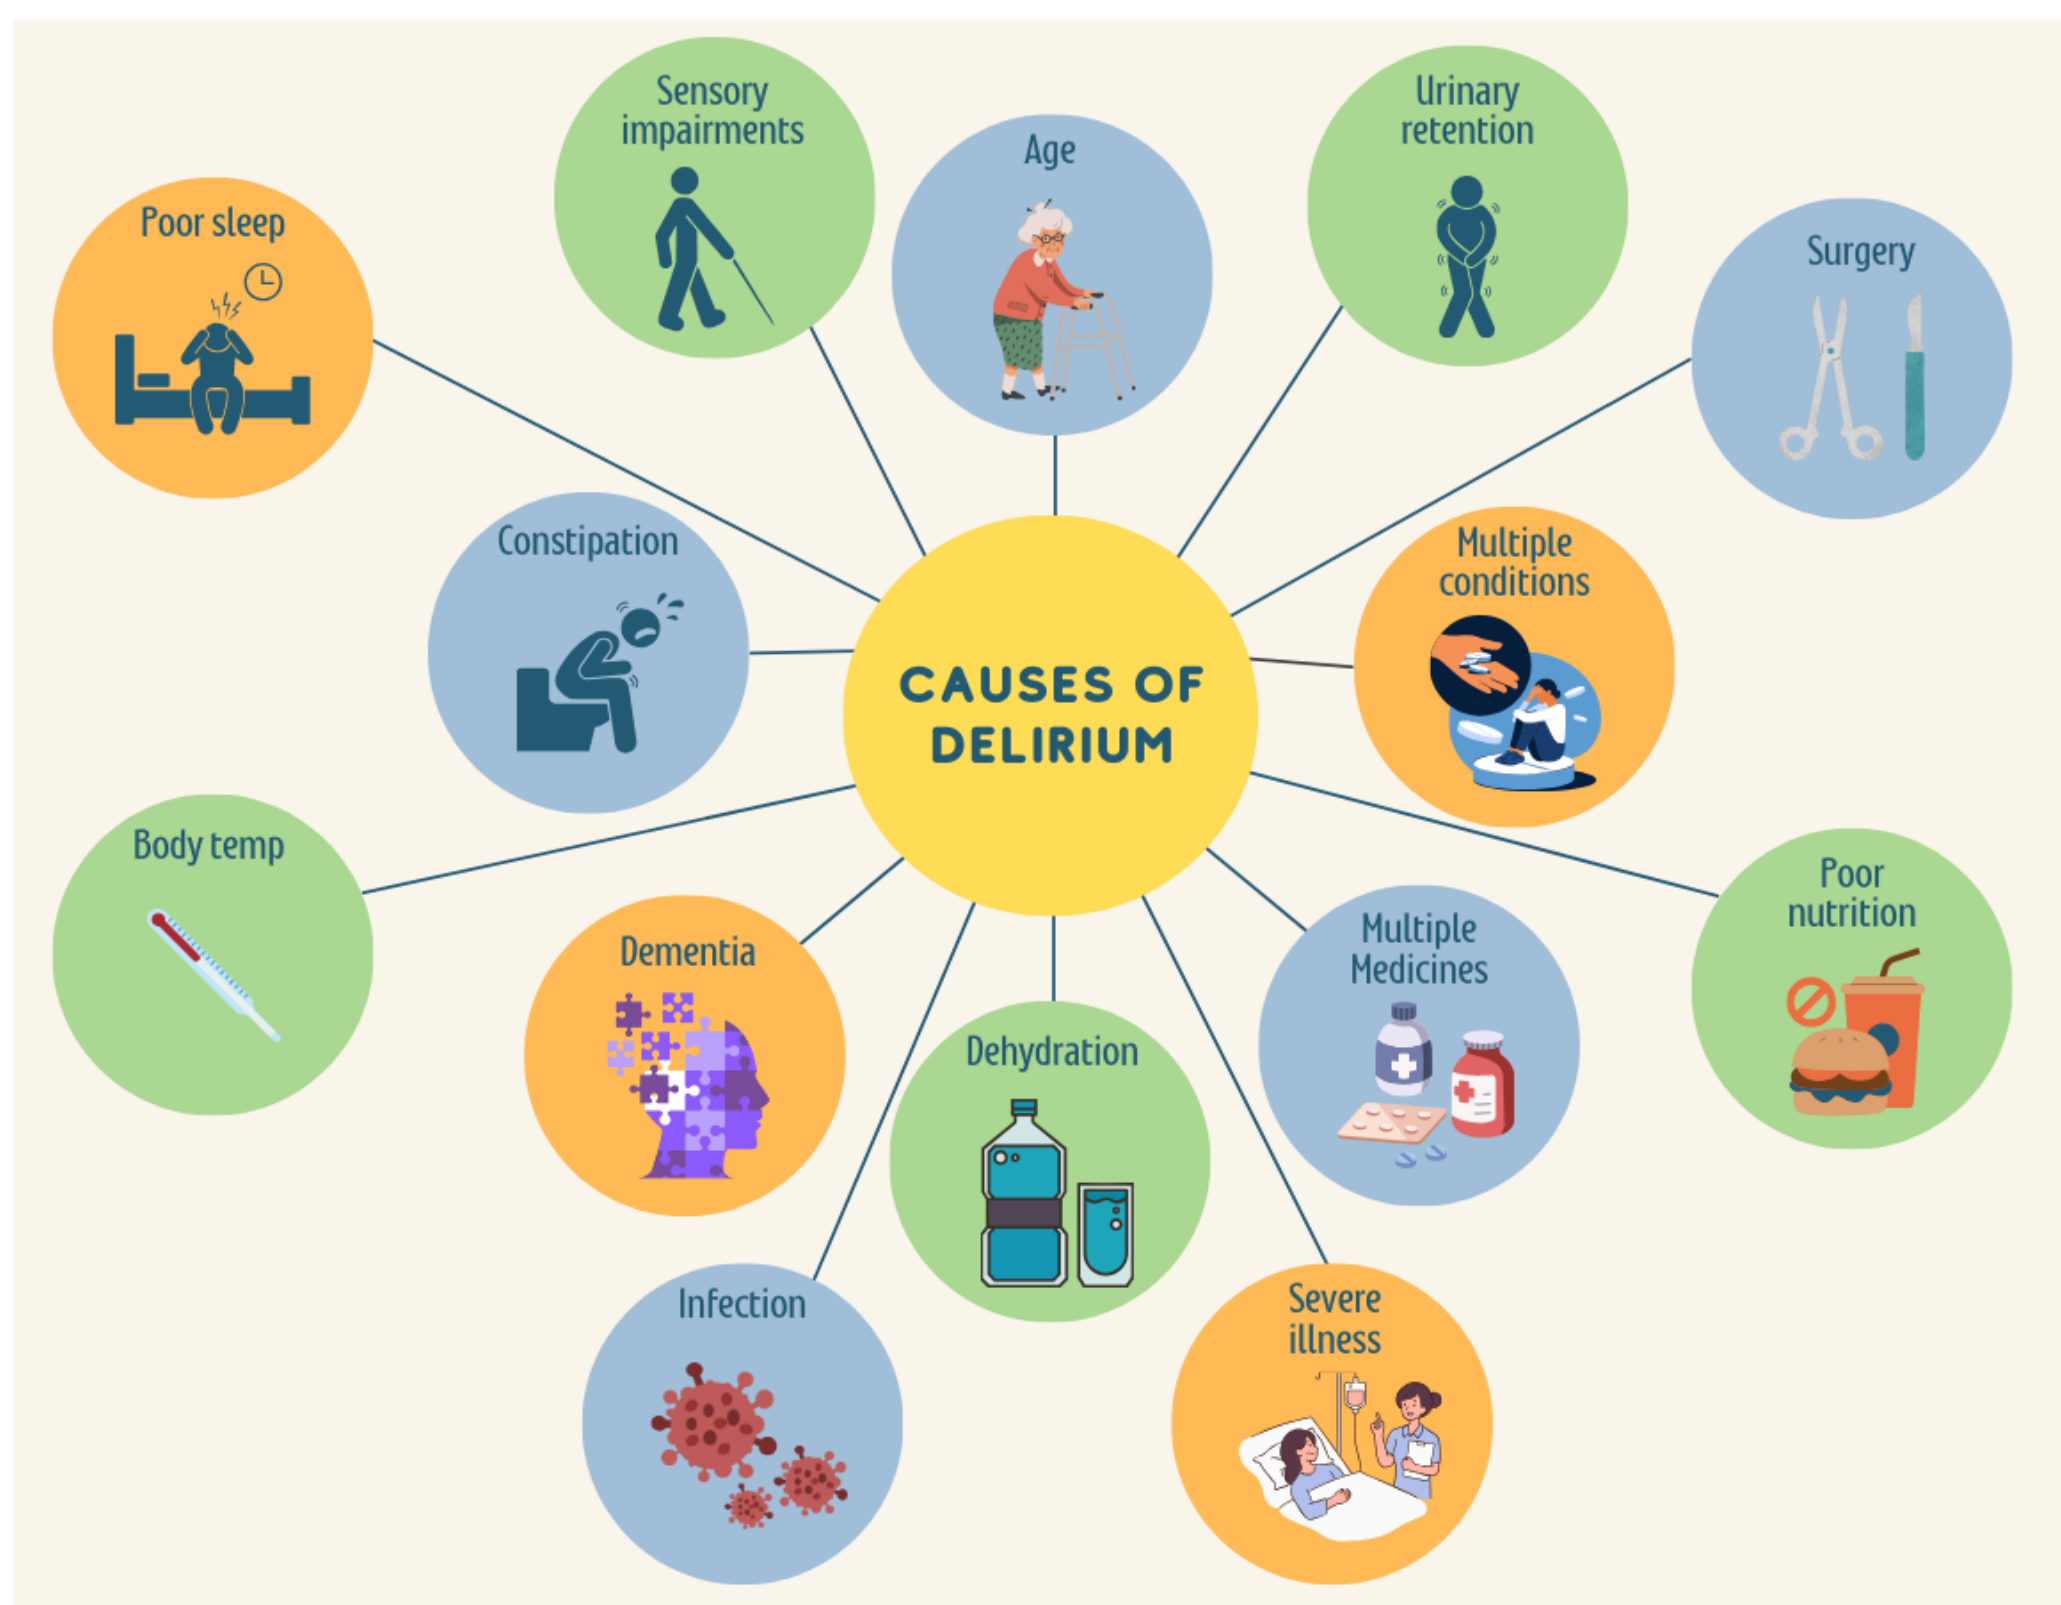 Sensory
impairments
Age
Urinary
retention
Poor sleep
Surgery
Constipation
Multiple
conditions
CAUSES OF
DELIRIUM
Body temp
Poor
nutrition
Dementia
Multiple
Medicines
Dehydration
Infection
Severe
illness